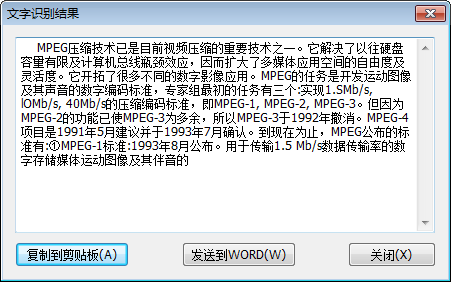 文字识别结果
MPEG压缩技术已是目前视频压缩的重要技术之一。它解决了以往硬盘
容量有限及计算机总线瓶颈效应，因而扩大了多媒体应用空间的自由度及
灵活度。它开拓了很多不同的数字影像应用。MPEG的任务是开发运动图像
及其声音的数字编码标准，专家组最初的任务有三个:实现1.SMb/s,
lOMb/s, 40Mb/s的压缩编码标准，即MPEG-1, MPEG-2, MPEG-3。但因为
MPEG-2的功能已使MPEG-3为多余，所以MPEG-3于1992年撤消。MPEG-4
项目是1991年5月建议并于1993年7月确认。到现在为止，MPEG公布的标
准有:①MPEG-1标准:1993年8月公布。用于传输1.5 Mb/s数据传输率的数
字存储媒体运动图像及其伴音的
复制到剪贴板(A)
发送到WORD(W)
关闭(X)